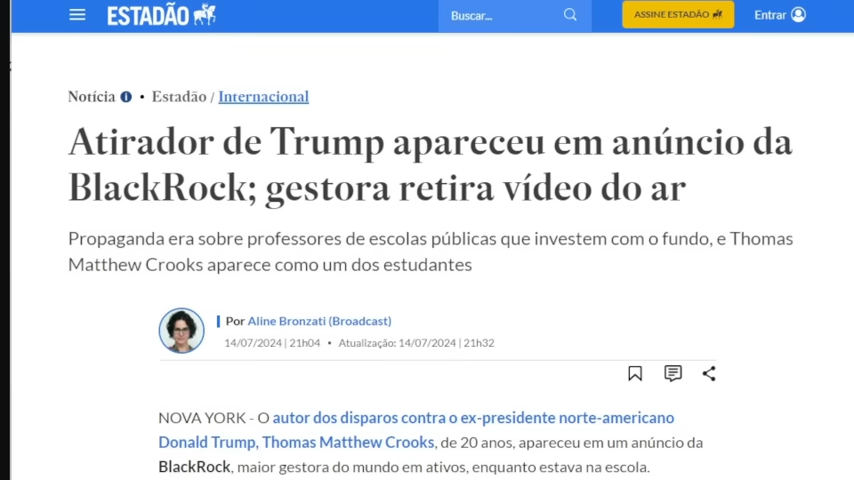 ESTADÃO
Buscar...
ASSINE ESTADÃO
Entrar
Notícia • Estadão / Internacional
Atirador de Trump apareceu em anúncio da
BlackRock; gestora retira vídeo do ar
Propaganda era sobre professores de escolas públicas que investem com o fundo, e Thomas
Matthew Crooks aparece como um dos estudantes
Por Aline Bronzati (Broadcast)
14/07/2024 | 21h04 • Atualização: 14/07/2024 | 21h32
NOVA YORK - O autor dos disparos contra o ex-presidente norte-americano
Donald Trump, Thomas Matthew Crooks, de 20 anos, apareceu em um anúncio da
BlackRock, maior gestora do mundo em ativos, enquanto estava na escola.